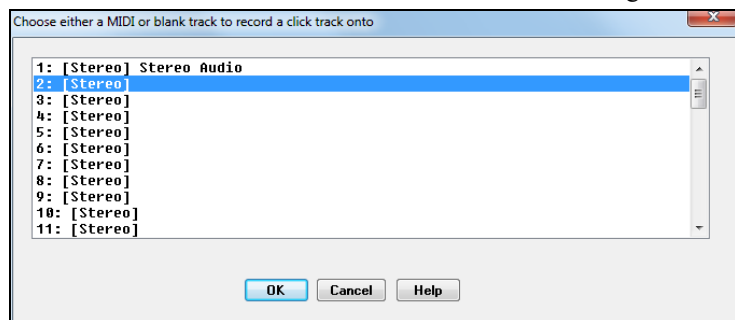 Choose either a MIDI or blank track to record a click track onto
1: [Stereo] Stereo Audio
2: [Stereo]
3: [Stereo]
4: [Stereo]
5: [Stereo]
6: [Stereo]
7: [Stereo]
8: [Stereo]
9: [Stereo]
10: [Stereo]
11: [Stereo]
OK Cancel Help